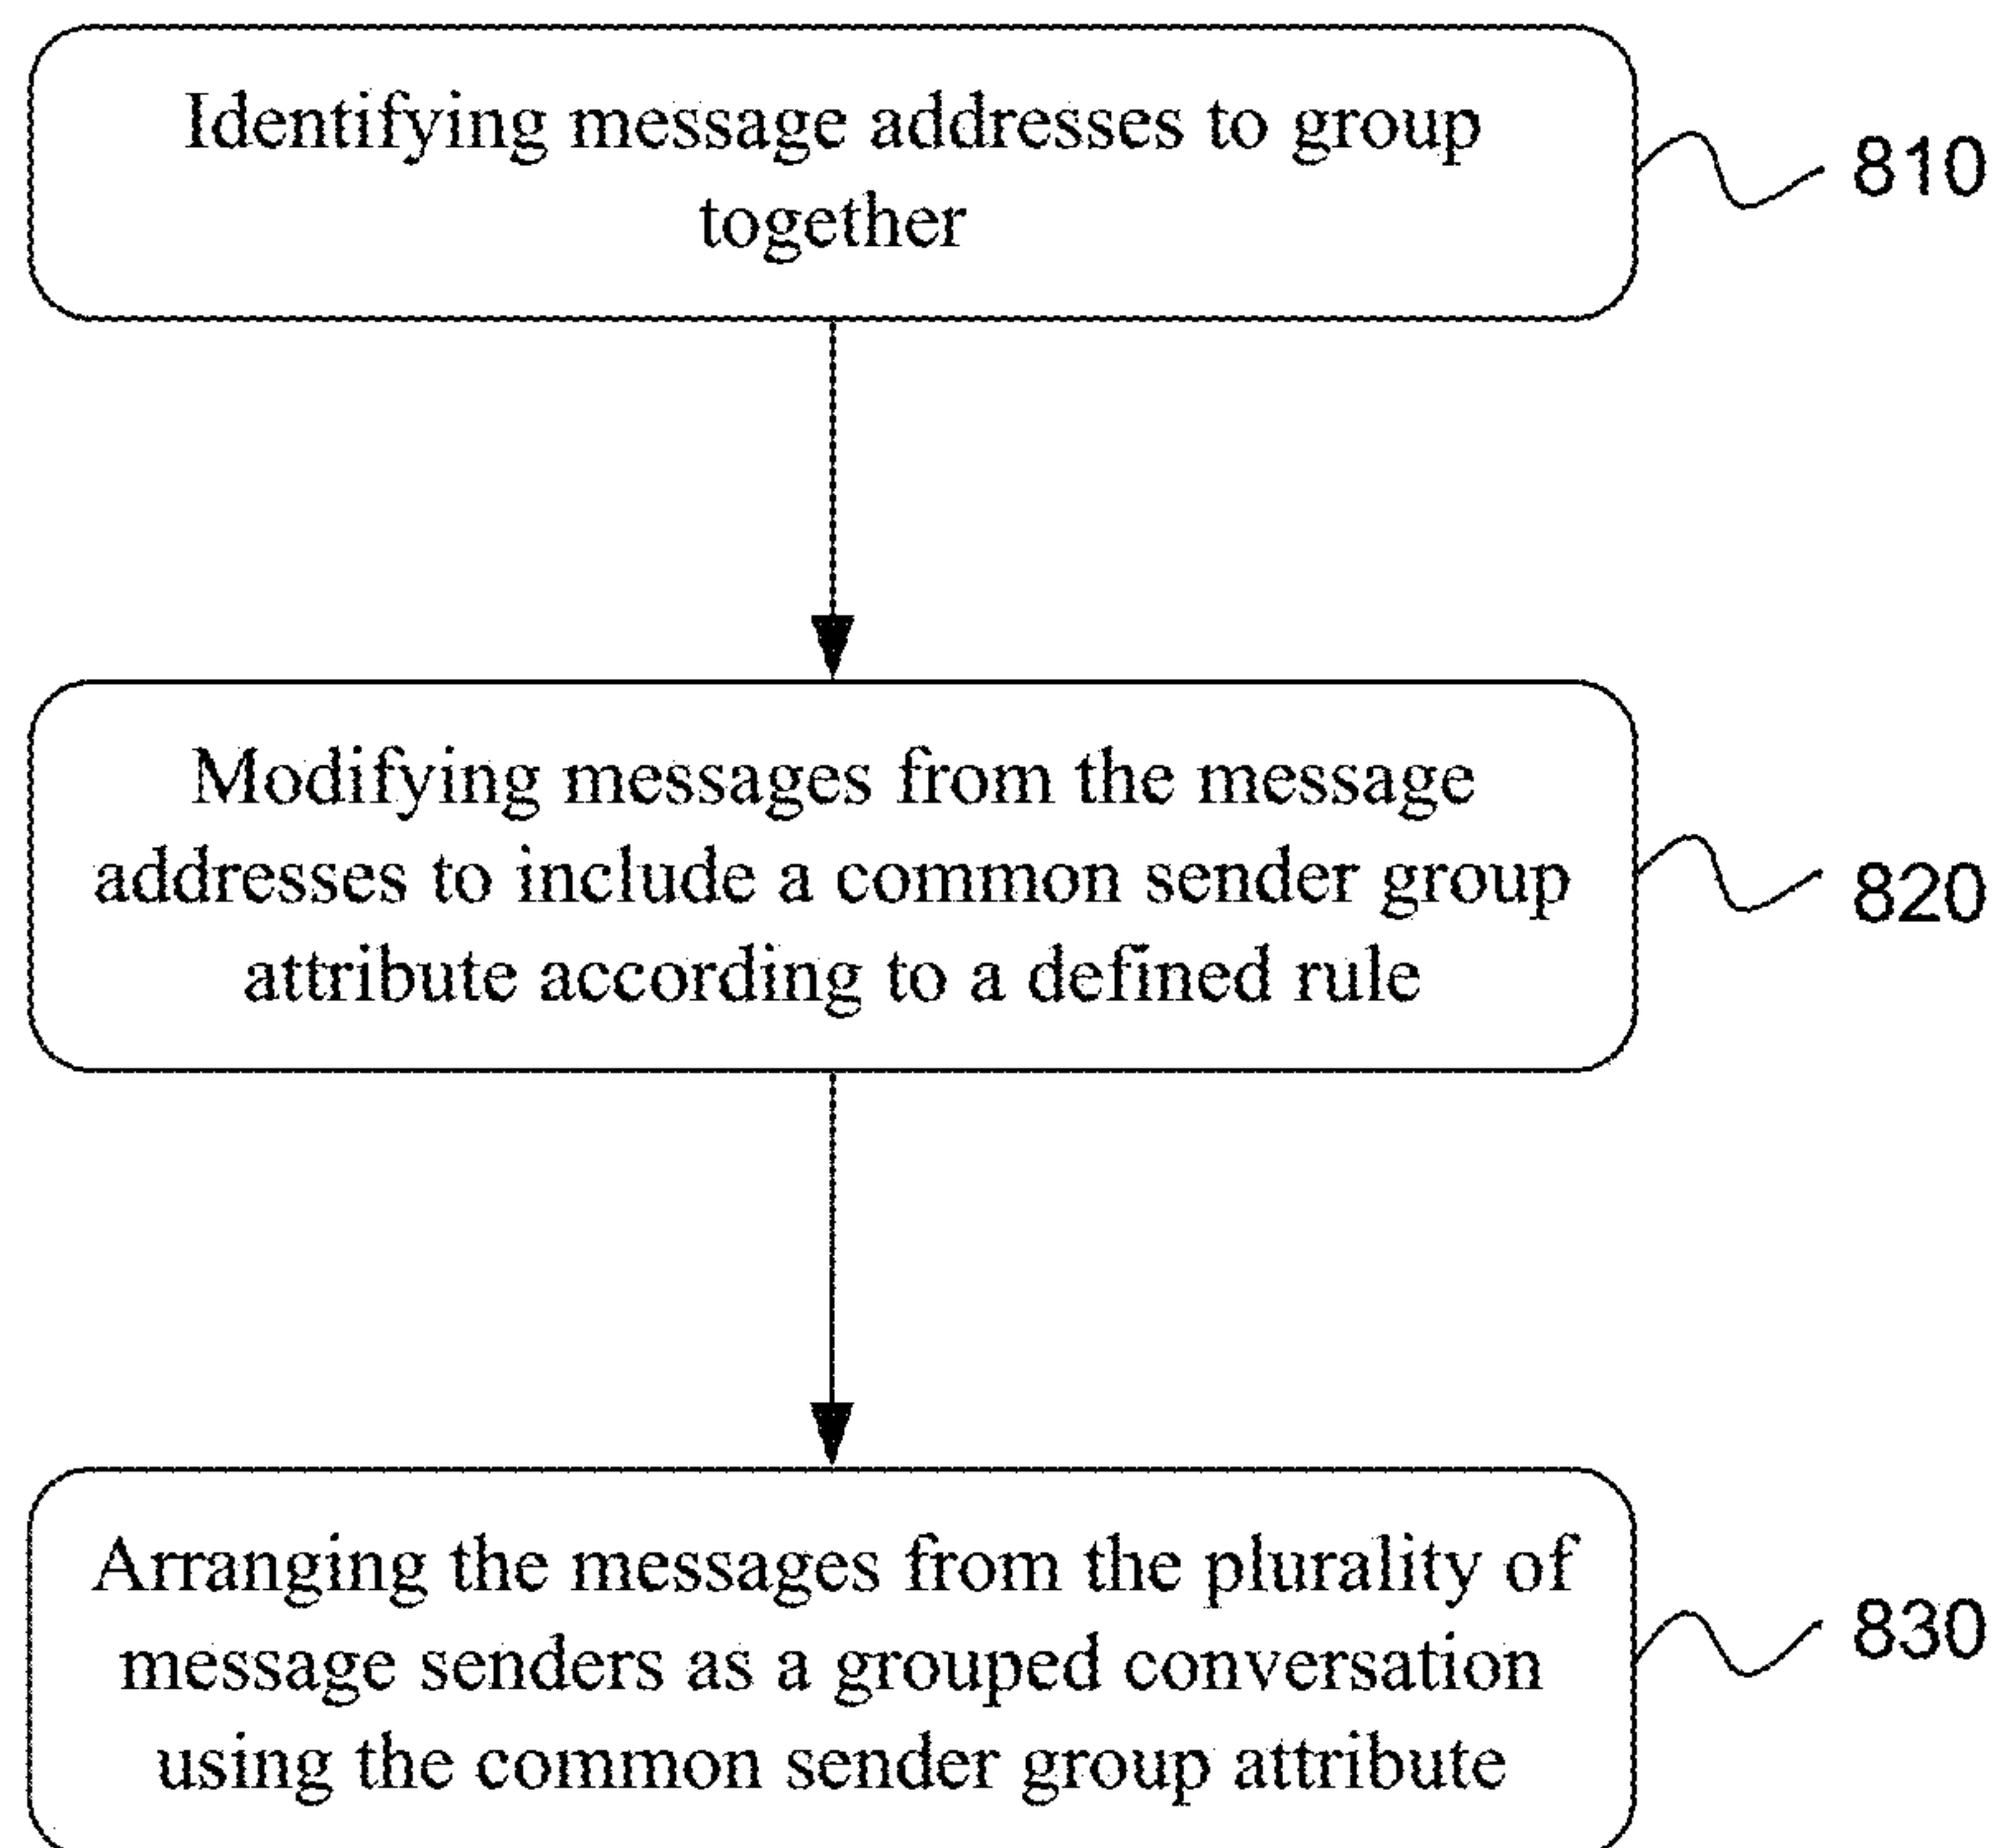 Identifying message addresses to group
together
810
Modifying messages from the message
addresses to include a common sender group
attribute according to a defined rule
820
Arranging the messages from the plurality of
message senders as a grouped conversation
using the common sender group attribute
830